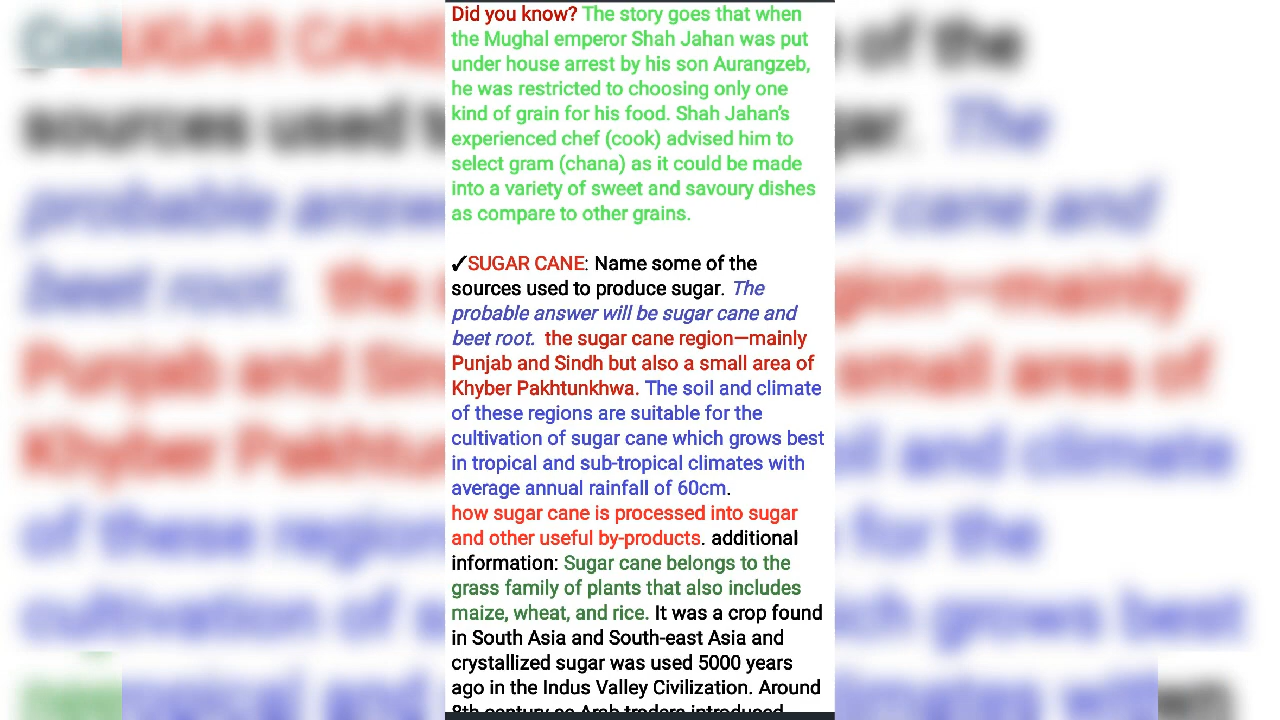 Did you know? The story goes that when
the Mughal emperor Shah Jahan was put
under house arrest by his son Aurangzeb,
he was restricted to choosing only one
kind of grain for his food. Shah Jahan's
experienced chef (cook) advised him to
select gram (chana) as it could be made
into a variety of sweet and savoury dishes
as compare to other grains.
✓SUGAR CANE: Name some of the
sources used to produce sugar. The
probable answer will be sugar cane and
beet root. the sugar cane region—mainly
Punjab and Sindh but also a small area of
Khyber Pakhtunkhwa. The soil and climate
of these regions are suitable for the
cultivation of sugar cane which grows best
in tropical and sub-tropical climates with
average annual rainfall of 60cm.
how sugar cane is processed into sugar
and other useful by-products. additional
information: Sugar cane belongs to the
grass family of plants that also includes
maize, wheat, and rice. It was a crop found
in South Asia and South-east Asia and
crystallized sugar was used 5000 years
ago in the Indus Valley Civilization. Around
8th century so Arab traders introduced